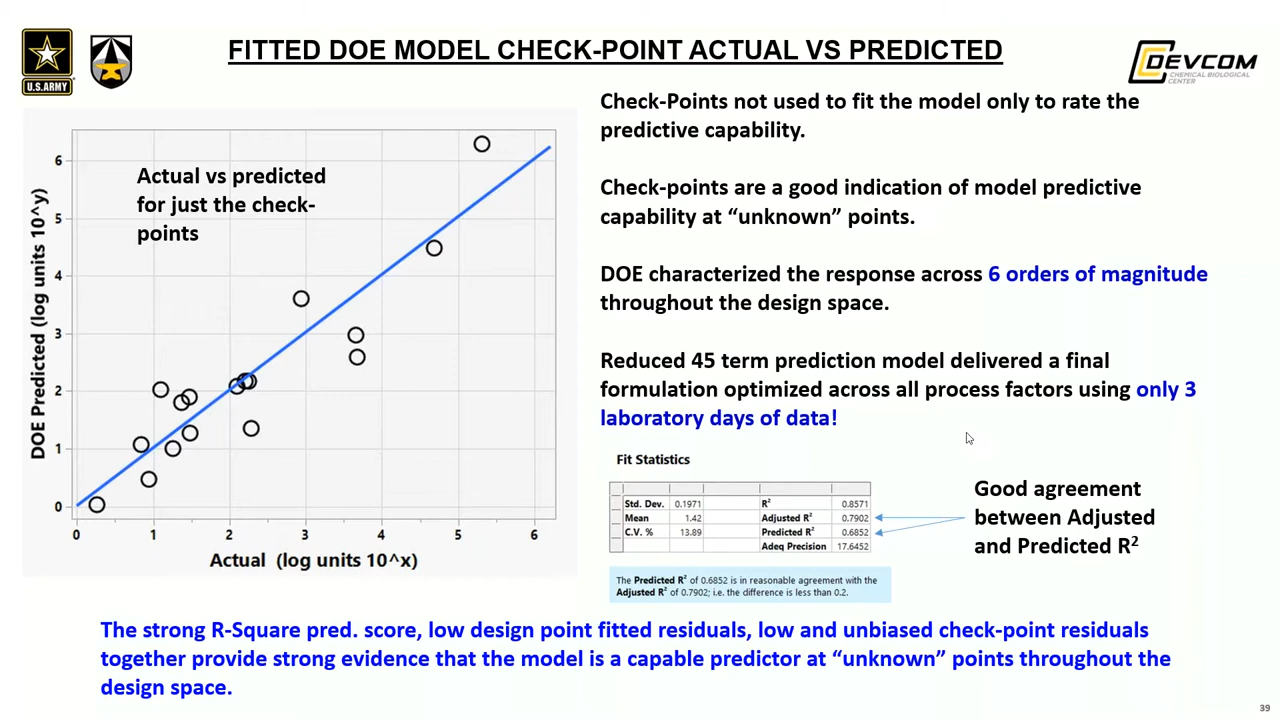 U.S.ARMY
FITTED DOE MODEL CHECK-POINT ACTUAL VS PREDICTED
DEVCOM
CHEMICAL BIOLOGICAL
CENTER
Actual vs predicted
for just the check-
points
DOE Predicted (log units 10^y)
6
5
4
3
2
1
0
0 1 2 3 4 5 6
Actual (log units 10^x)
Check-Points not used to fit the model only to rate the
predictive capability.
Check-points are a good indication of model predictive
capability at “unknown” points.
DOE characterized the response across 6 orders of magnitude
throughout the design space.
Reduced 45 term prediction model delivered a final
formulation optimized across all process factors using only 3
laboratory days of data!
Fit Statistics
Std. Dev. 0.1971 R² 0.8571
Mean 1.42 Adjusted R² 0.7902
C.V. % 13.89 Predicted R² 0.6852
Adeq Precision 17.6452
The Predicted R² of 0.6852 is in reasonable agreement with the
Adjusted R² of 0.7902; i.e. the difference is less than 0.2.
Good agreement
between Adjusted
and Predicted R²
The strong R-Square pred. score, low design point fitted residuals, low and unbiased check-point residuals
together provide strong evidence that the model is a capable predictor at “unknown” points throughout the
design space.
39